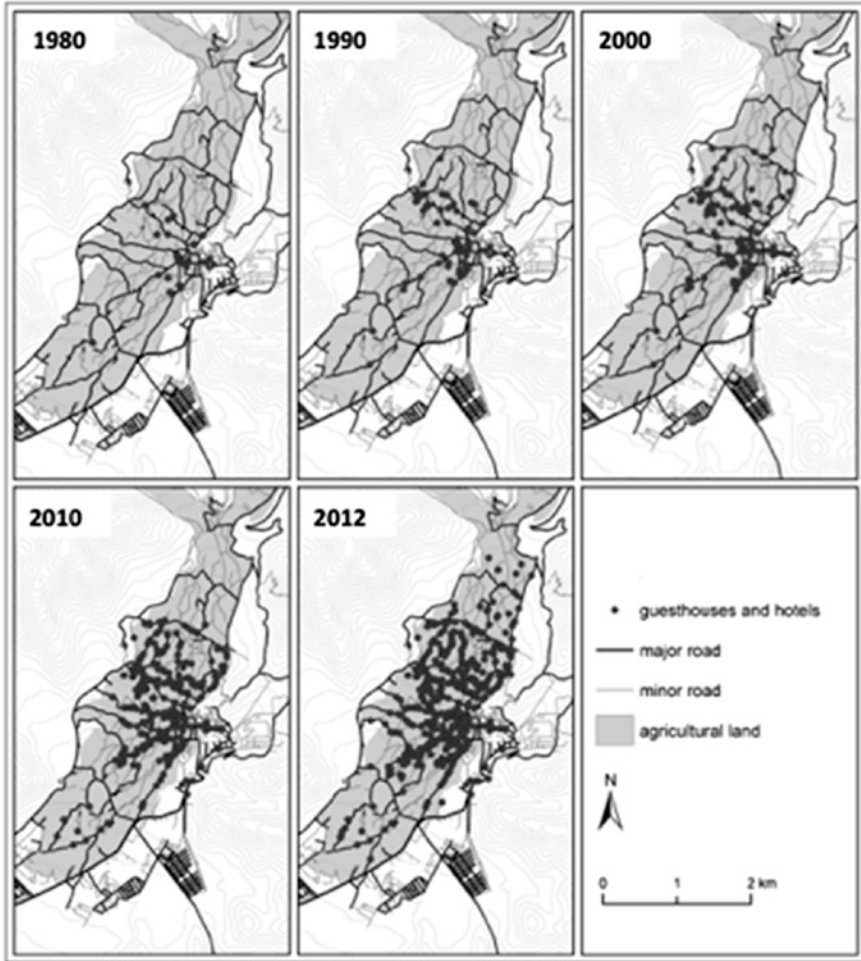 1980
1990
2000
2010
2012
guesthouses and hotels
major road
minor road
agricultural land
N
0 1 2 km